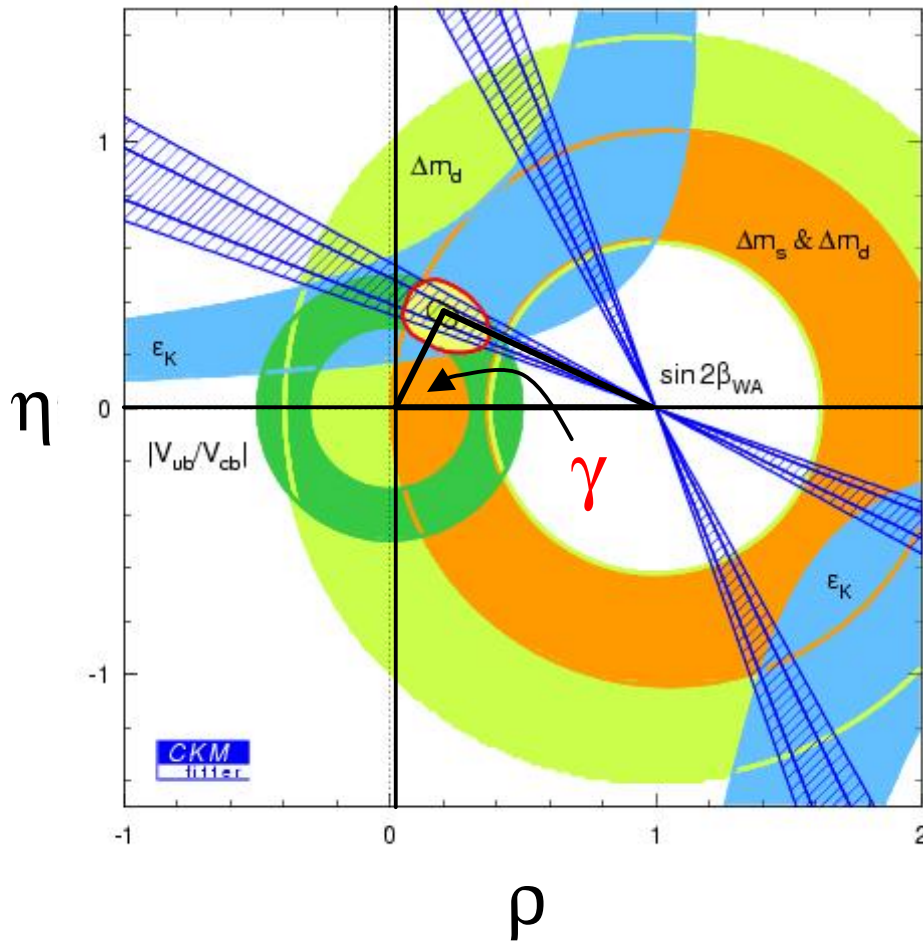 1
Δm_d
Δm_s & Δm_d
ε_K
sin 2β_WA
η
0
|V_ub/V_cb|
γ
ε_K
-1
CKM
fitter
-1
0
1
2
ρ